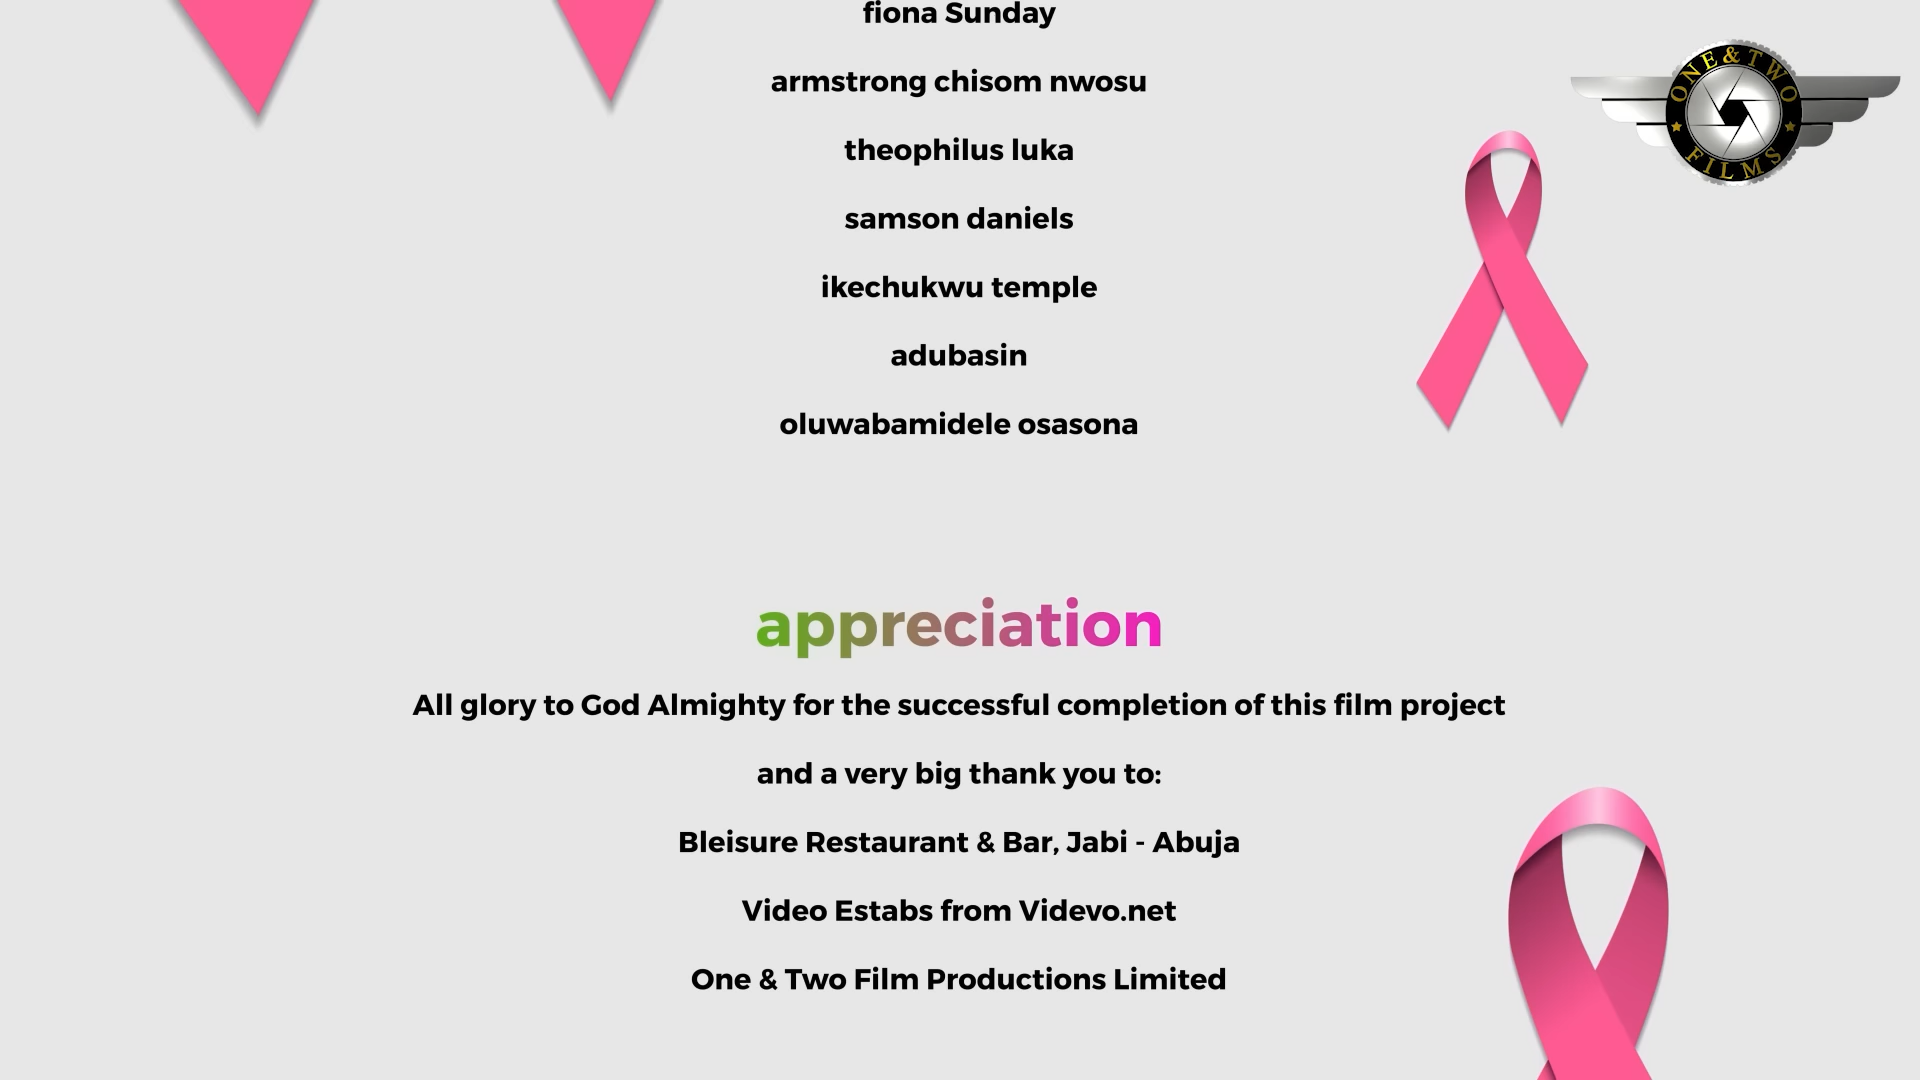 fiona Sunday
armstrong chisom nwosu
theophilus luka
samson daniels
ikechukwu temple
adubasin
oluwabamidele osasona
ONE & TWO
FILMS
appreciation
All glory to God Almighty for the successful completion of this film project
and a very big thank you to:
Bleisure Restaurant & Bar, Jabi - Abuja
Video Estabs from Videvo.net
One & Two Film Productions Limited